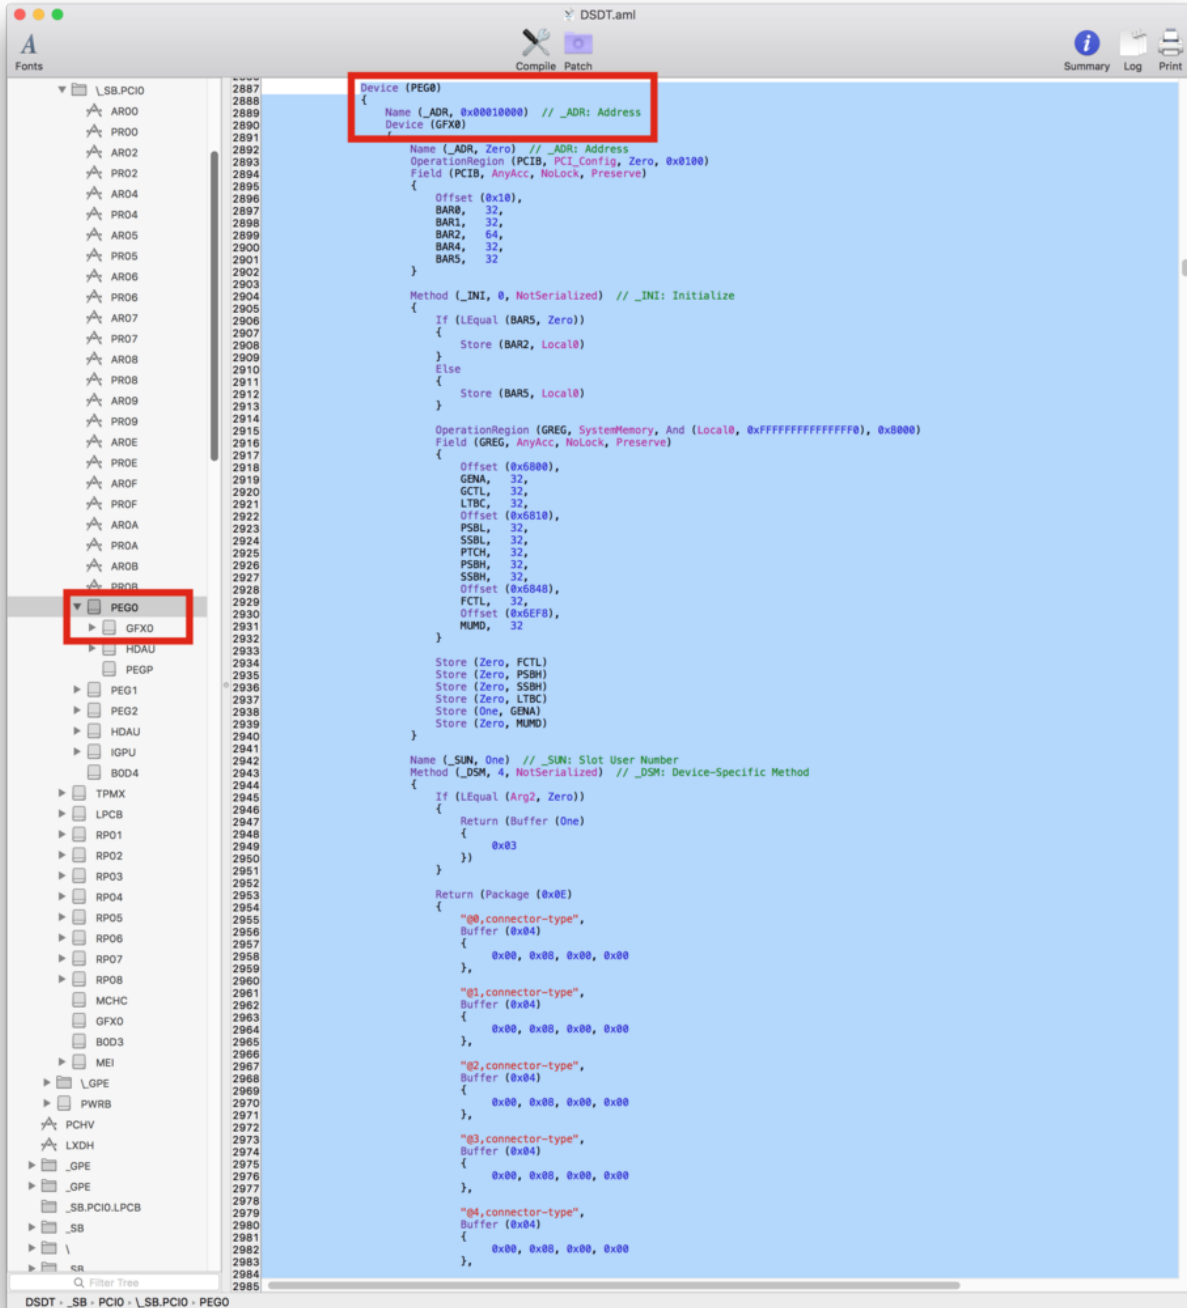 DSDT.aml
A
Fonts
Compile
Patch
Summary
Log
Print
\_SB.PCI0
AR00
PR00
AR02
PR02
AR04
PR04
AR05
PR05
AR06
PR06
AR07
PR07
AR08
PR08
AR09
PR09
AR0E
PR0E
AR0F
PR0F
AR0A
PR0A
AR0B
PR0B
PEG0
GFX0
HDAU
PEGP
PEG1
PEG2
HDAU
IGPU
B0D4
TPMX
LPCB
RP01
RP02
RP03
RP04
RP05
RP06
RP07
RP08
MCHC
GFX0
B0D3
MEI
\_GPE
PWRB
PCHV
LXDH
_GPE
_GPE
_SB.PCI0.LPCB
_SB
\
_SB
Filter Tree
2887 Device (PEG0)
2888 {
2889 Name (_ADR, 0x00010000) // _ADR: Address
2890 Device (GFX0)
2891 {
2892 Name (_ADR, Zero) // _ADR: Address
2893 OperationRegion (PCIB, PCI_Config, Zero, 0x0100)
2894 Field (PCIB, AnyAcc, NoLock, Preserve)
2895 {
2896 Offset (0x10),
2897 BAR0, 32,
2898 BAR1, 32,
2899 BAR2, 64,
2900 BAR4, 32,
2901 BAR5, 32
2902 }
2903
2904 Method (_INI, 0, NotSerialized) // _INI: Initialize
2905 {
2906 If (LEqual (BAR5, Zero))
2907 {
2908 Store (BAR2, Local0)
2909 }
2910 Else
2911 {
2912 Store (BAR5, Local0)
2913 }
2914
2915 OperationRegion (GREG, SystemMemory, And (Local0, 0xFFFFFFFFFFFFFFF0), 0x8000)
2916 Field (GREG, AnyAcc, NoLock, Preserve)
2917 {
2918 Offset (0x6800),
2919 GENA, 32,
2920 GCTL, 32,
2921 LTBC, 32,
2922 Offset (0x6810),
2923 PSBL, 32,
2924 SSBL, 32,
2925 PTCH, 32,
2926 PSBH, 32,
2927 SSBH, 32,
2928 Offset (0x6848),
2929 FCTL, 32,
2930 Offset (0x6EF8),
2931 MUMD, 32
2932 }
2933
2934 Store (Zero, FCTL)
2935 Store (Zero, PSBH)
2936 Store (Zero, SSBH)
2937 Store (Zero, LTBC)
2938 Store (One, GENA)
2939 Store (Zero, MUMD)
2940 }
2941
2942 Name (_SUN, One) // _SUN: Slot User Number
2943 Method (_DSM, 4, NotSerialized) // _DSM: Device-Specific Method
2944 {
2945 If (LEqual (Arg2, Zero))
2946 {
2947 Return (Buffer (One)
2948 {
2949 0x03
2950 })
2951 }
2952
2953 Return (Package (0x0E)
2954 {
2955 "@0,connector-type",
2956 Buffer (0x04)
2957 {
2958 0x00, 0x08, 0x00, 0x00
2959 },
2960
2961 "@1,connector-type",
2962 Buffer (0x04)
2963 {
2964 0x00, 0x08, 0x00, 0x00
2965 },
2966
2967 "@2,connector-type",
2968 Buffer (0x04)
2969 {
2970 0x00, 0x08, 0x00, 0x00
2971 },
2972
2973 "@3,connector-type",
2974 Buffer (0x04)
2975 {
2976 0x00, 0x08, 0x00, 0x00
2977 },
2978
2979 "@4,connector-type",
2980 Buffer (0x04)
2981 {
2982 0x00, 0x08, 0x00, 0x00
2983 },
2984
2985
DSDT › _SB › PCI0 › \_SB.PCI0 › PEG0